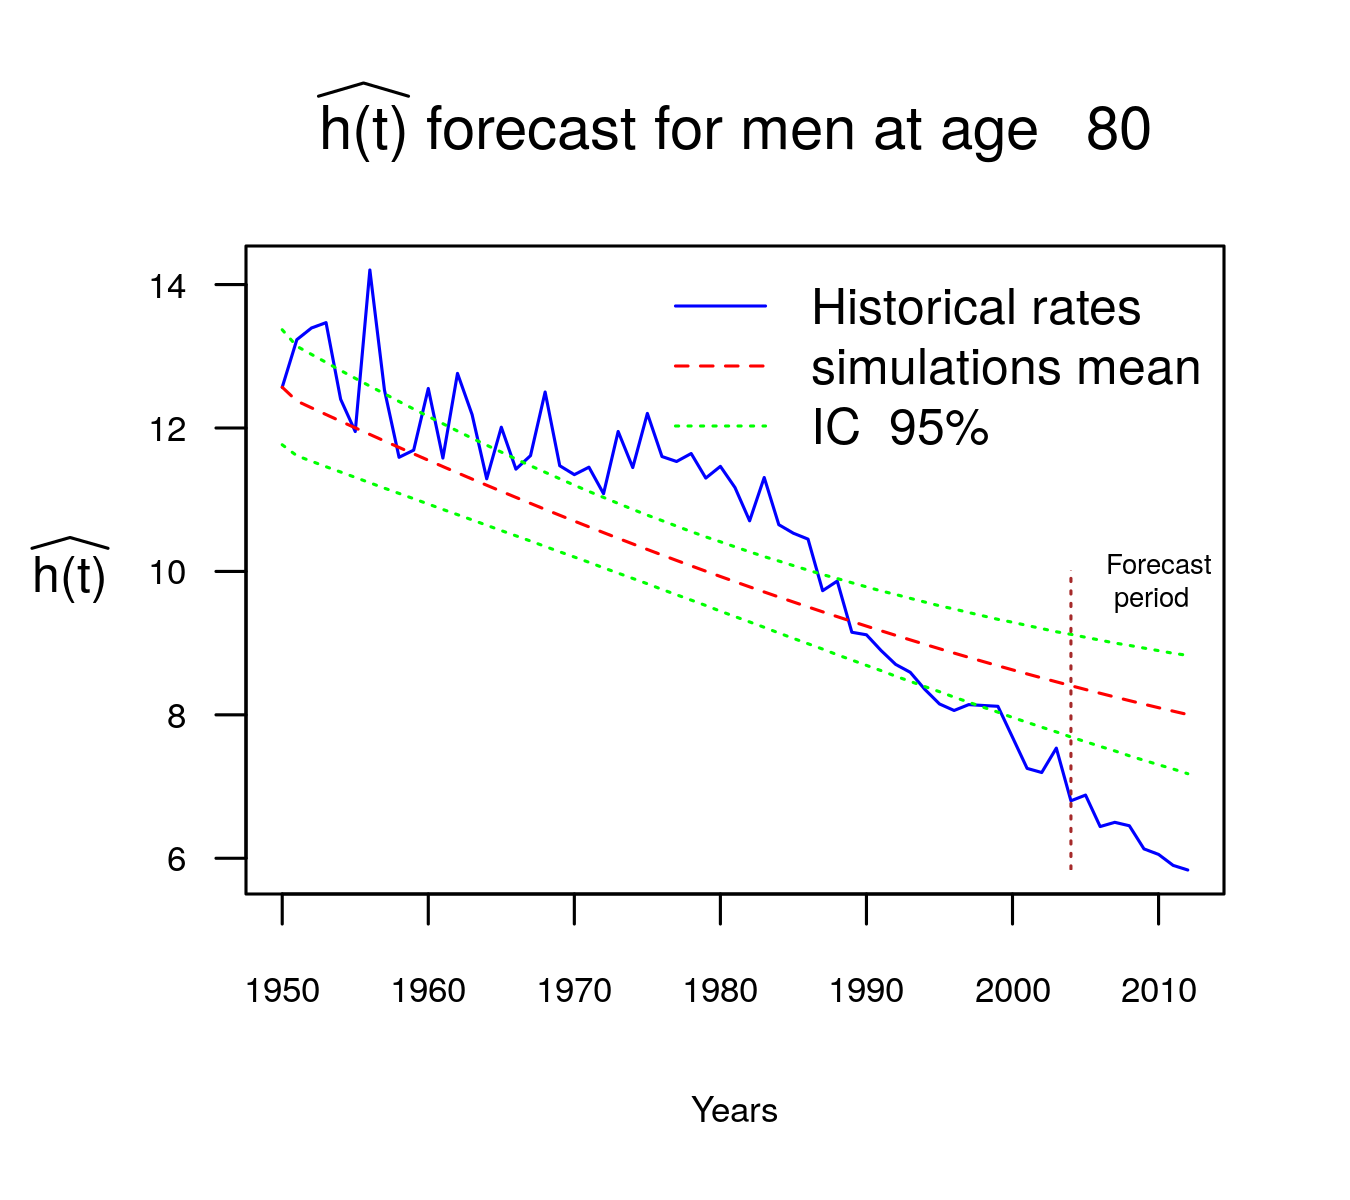 h(t) forecast for men at age 80
14
12
10
8
6
h(t)
Historical rates
simulations mean
IC 95%
Forecast
period
1950 1960 1970 1980 1990 2000 2010
Years